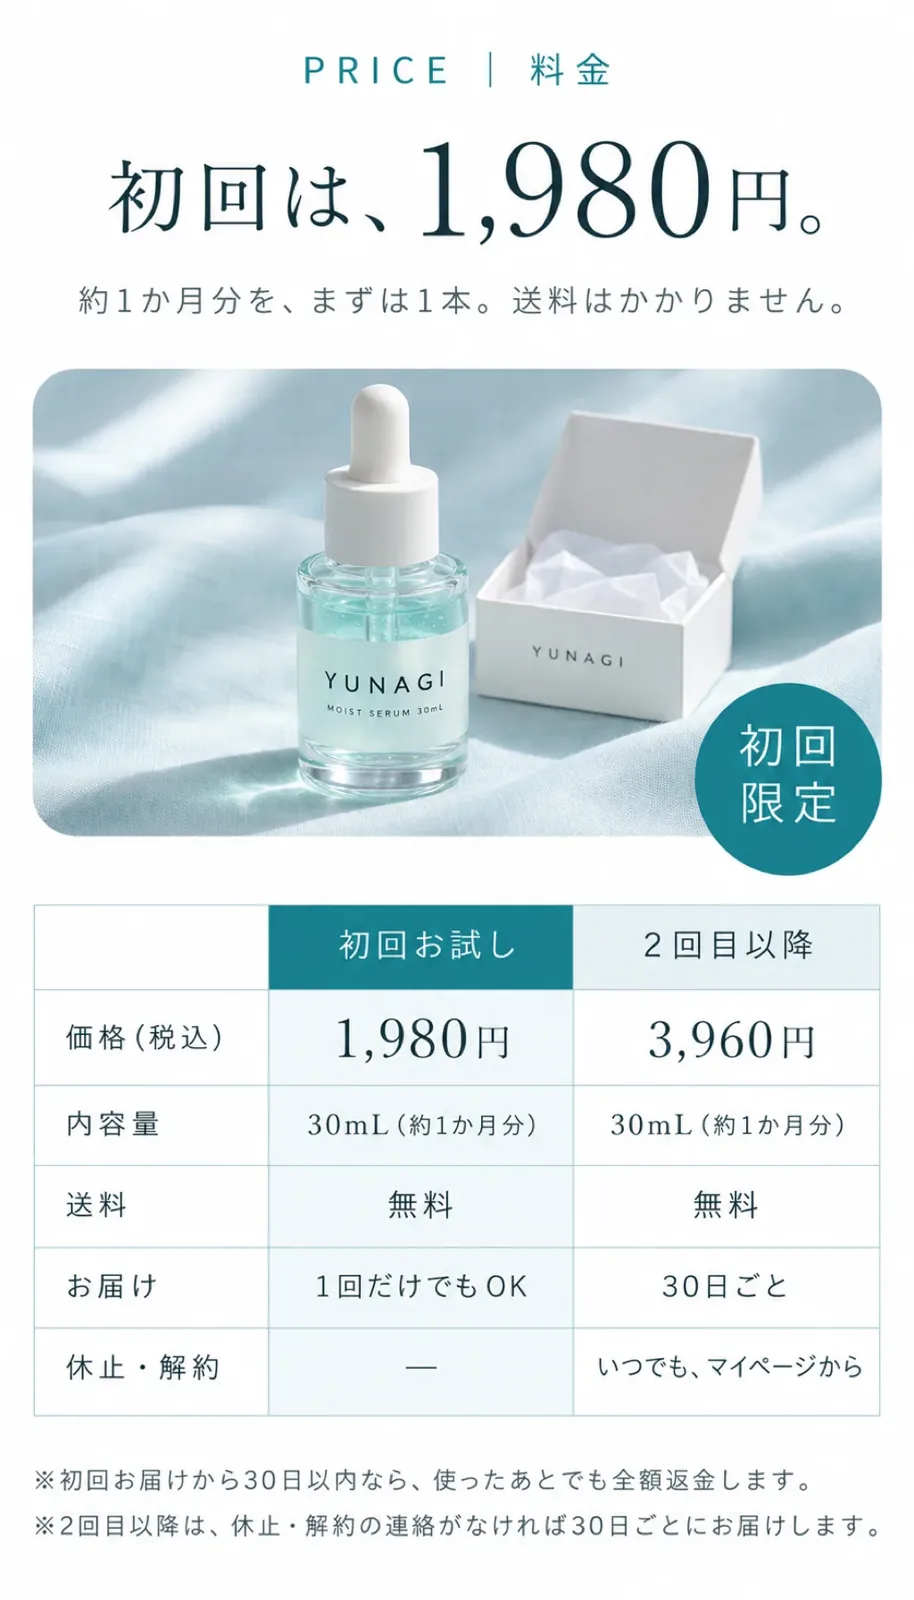 PRICE | 料金
初回は、1,980円。
約1か月分を、まずは1本。送料はかかりません。
YUNAGI
MOIST SERUM 30mL
YUNAGI
初回
限定
初回お試し 2回目以降
価格(税込) 1,980円 3,960円
内容量 30mL(約1か月分) 30mL(約1か月分)
送料 無料 無料
お届け 1回だけでもOK 30日ごと
休止・解約 — いつでも、マイページから
※初回お届けから30日以内なら、使ったあとでも全額返金します。
※2回目以降は、休止・解約の連絡がなければ30日ごとにお届けします。